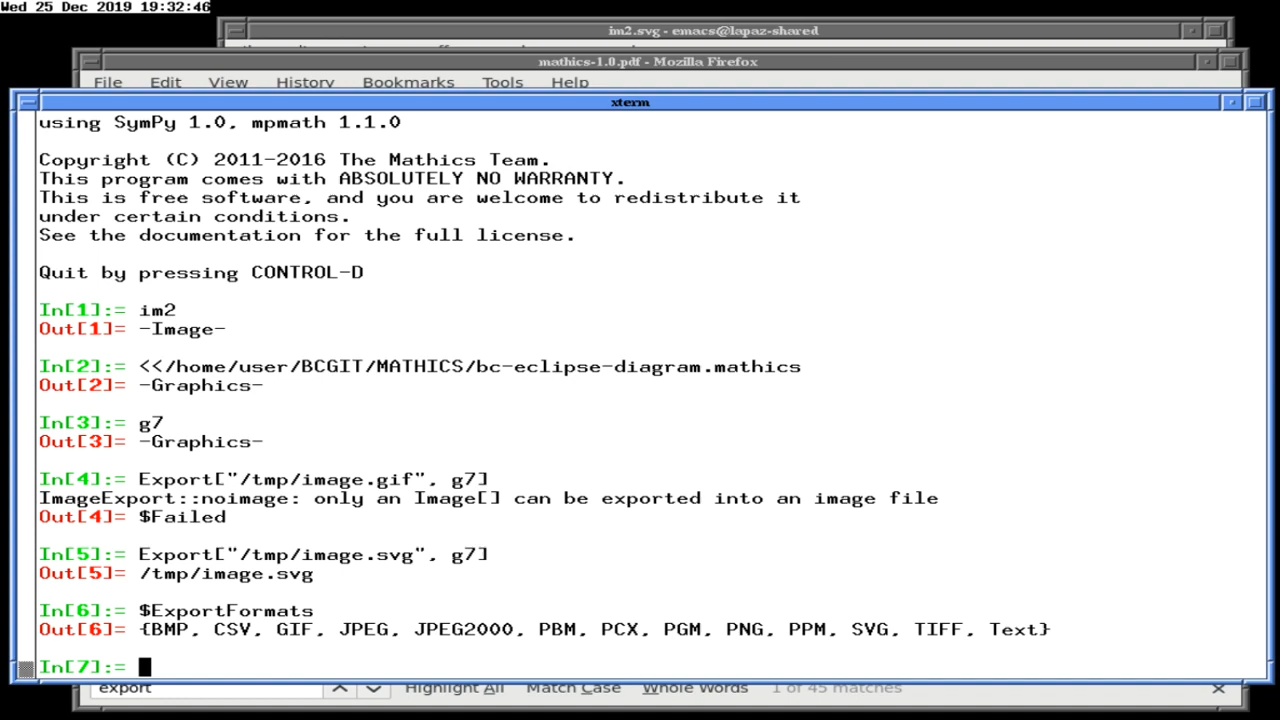 Wed 25 Dec 2019 19:32:46
im2.svg - emacs@lapaz-shared
mathics-1.0.pdf - Mozilla Firefox
File Edit View History Bookmarks Tools Help
xterm
using SymPy 1.0, mpmath 1.1.0
Copyright (C) 2011-2016 The Mathics Team.
This program comes with ABSOLUTELY NO WARRANTY.
This is free software, and you are welcome to redistribute it
under certain conditions.
See the documentation for the full license.
Quit by pressing CONTROL-D
In[1]:= im2
Out[1]= -Image-
In[2]:= <</home/user/BCGIT/MATHICS/bc-eclipse-diagram.mathics
Out[2]= -Graphics-
In[3]:= g7
Out[3]= -Graphics-
In[4]:= Export["/tmp/image.gif", g7]
ImageExport::noimage: only an Image[] can be exported into an image file
Out[4]= $Failed
In[5]:= Export["/tmp/image.svg", g7]
Out[5]= /tmp/image.svg
In[6]:= $ExportFormats
Out[6]= {BMP, CSV, GIF, JPEG, JPEG2000, PBM, PCX, PGM, PNG, PPM, SVG, TIFF, Text}
In[7]:=
export Highlight All Match Case Whole Words 1 of 45 matches